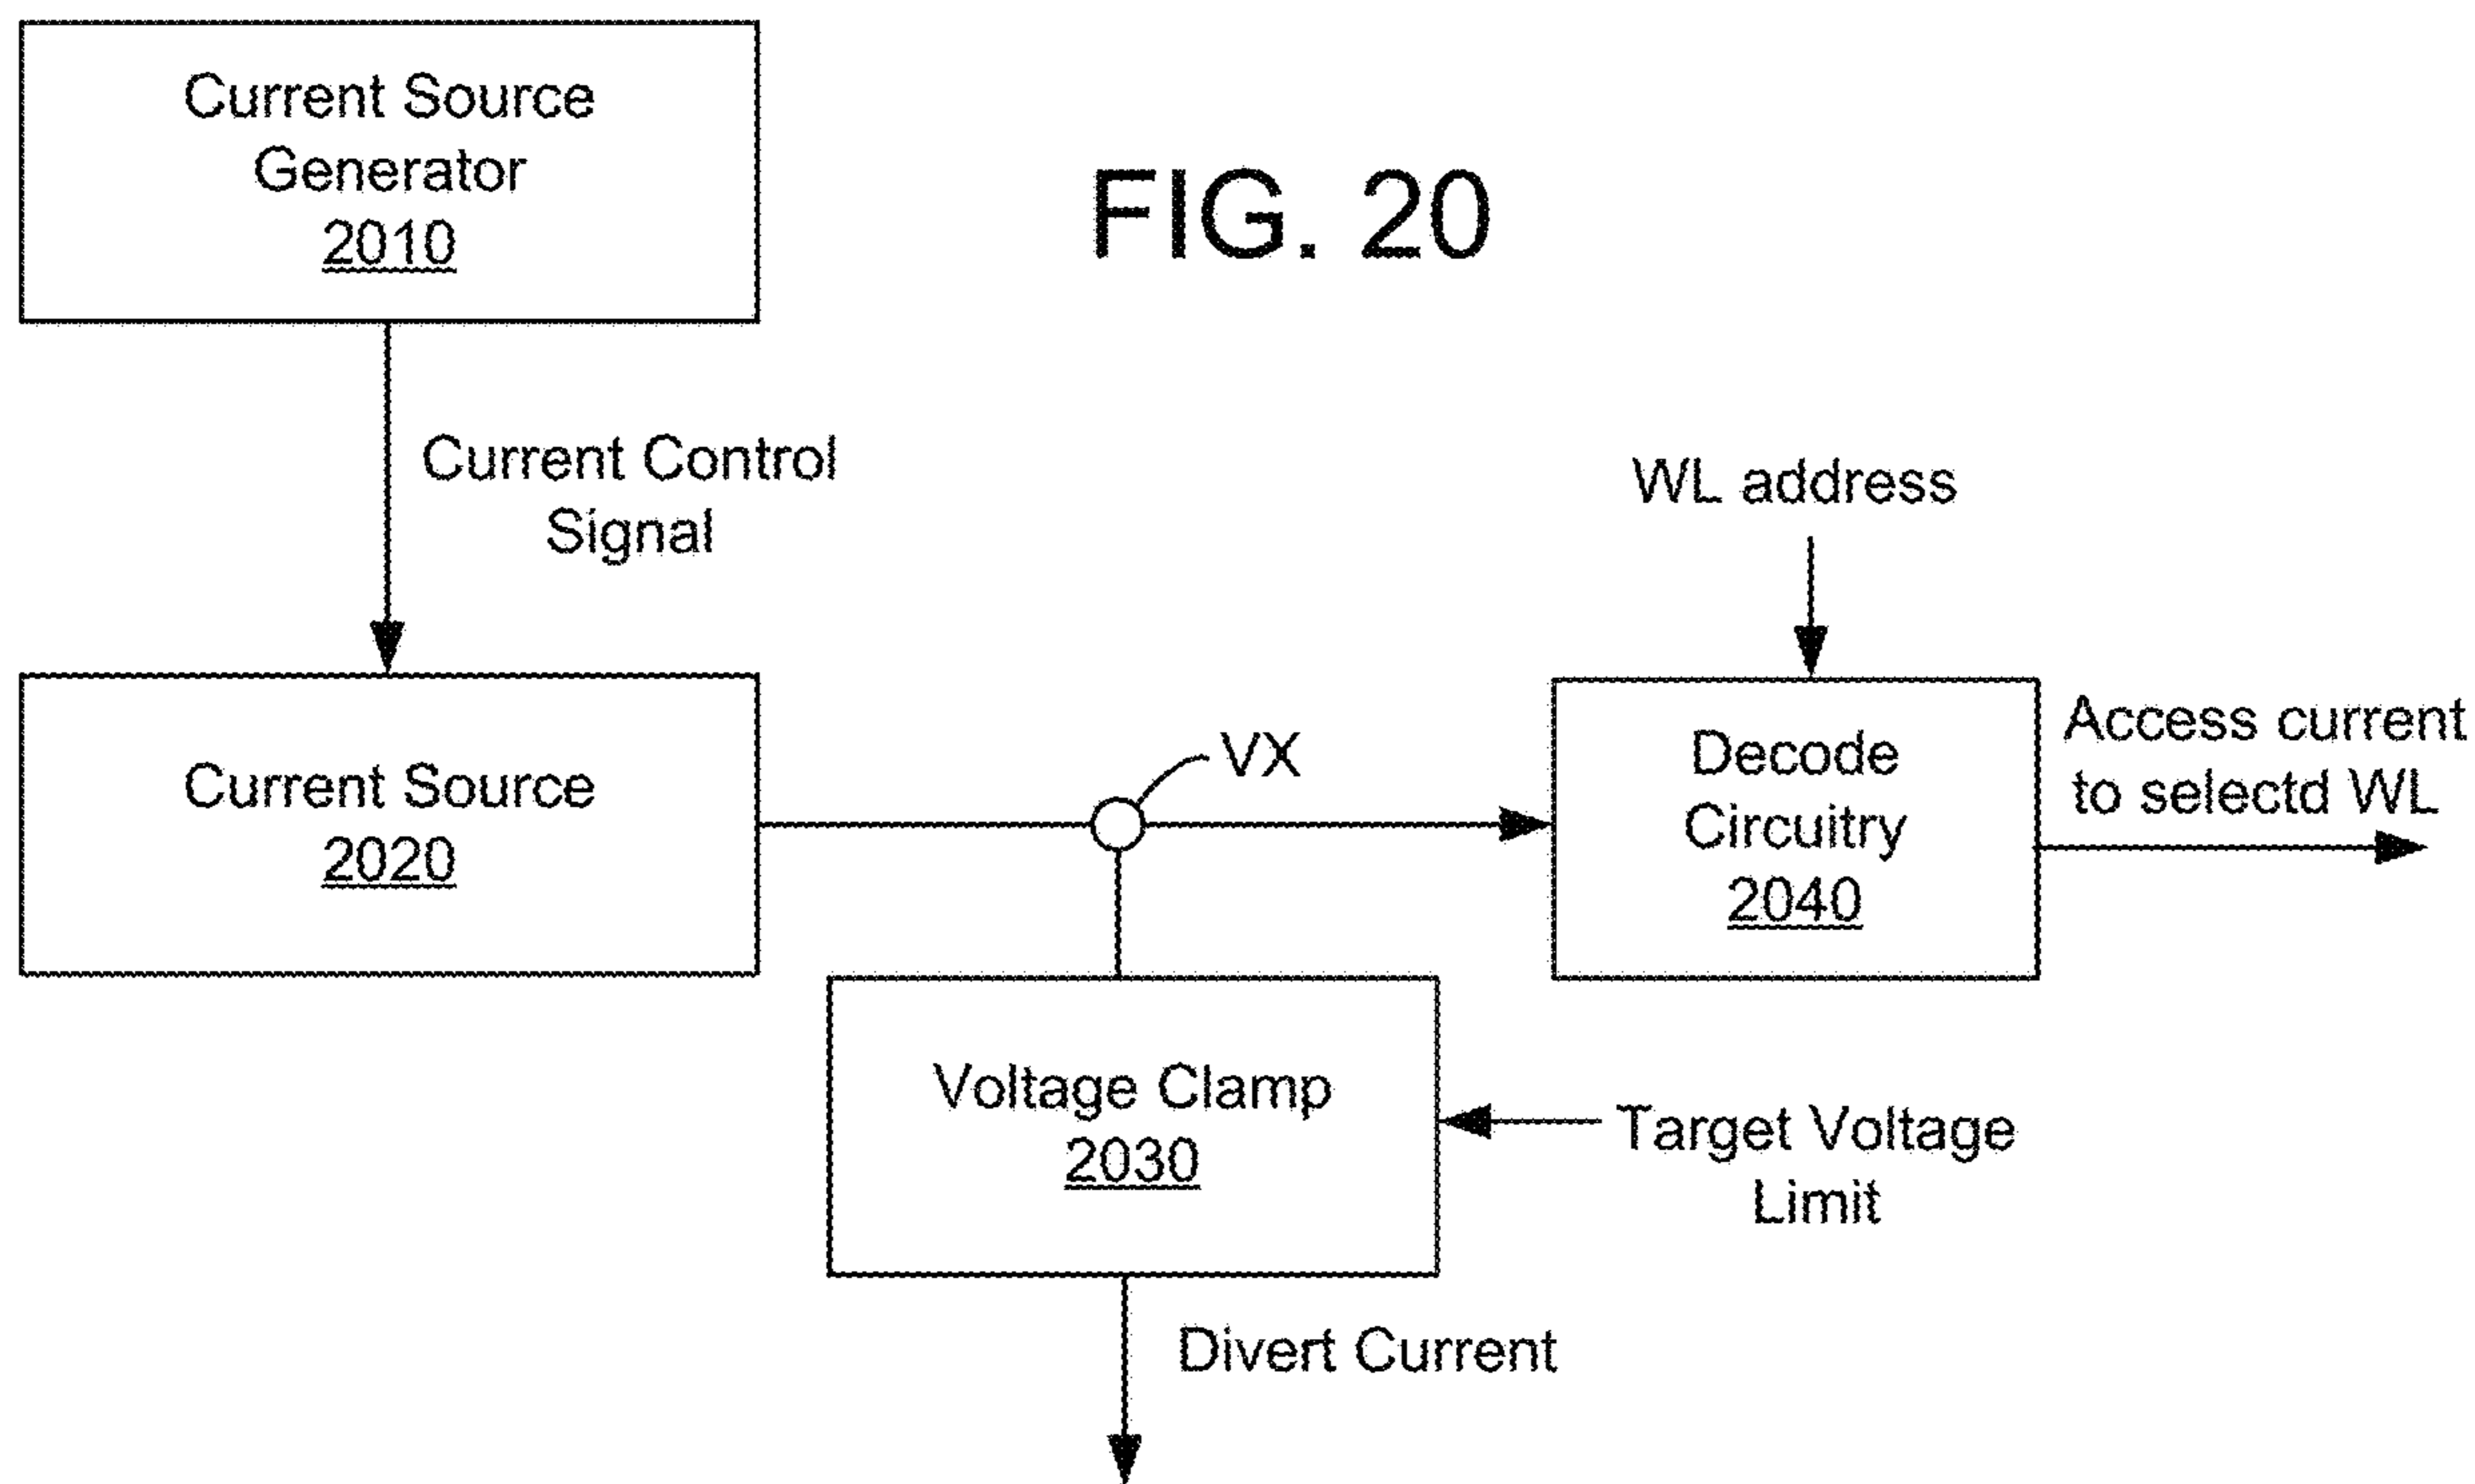 Current Source
Generator
2010
FIG. 20
Current Control
Signal
WL address
Current Source
2020
VX
Decode
Circuitry
2040
Access current
to selectd WL
Voltage Clamp
2030
Target Voltage
Limit
Divert Current